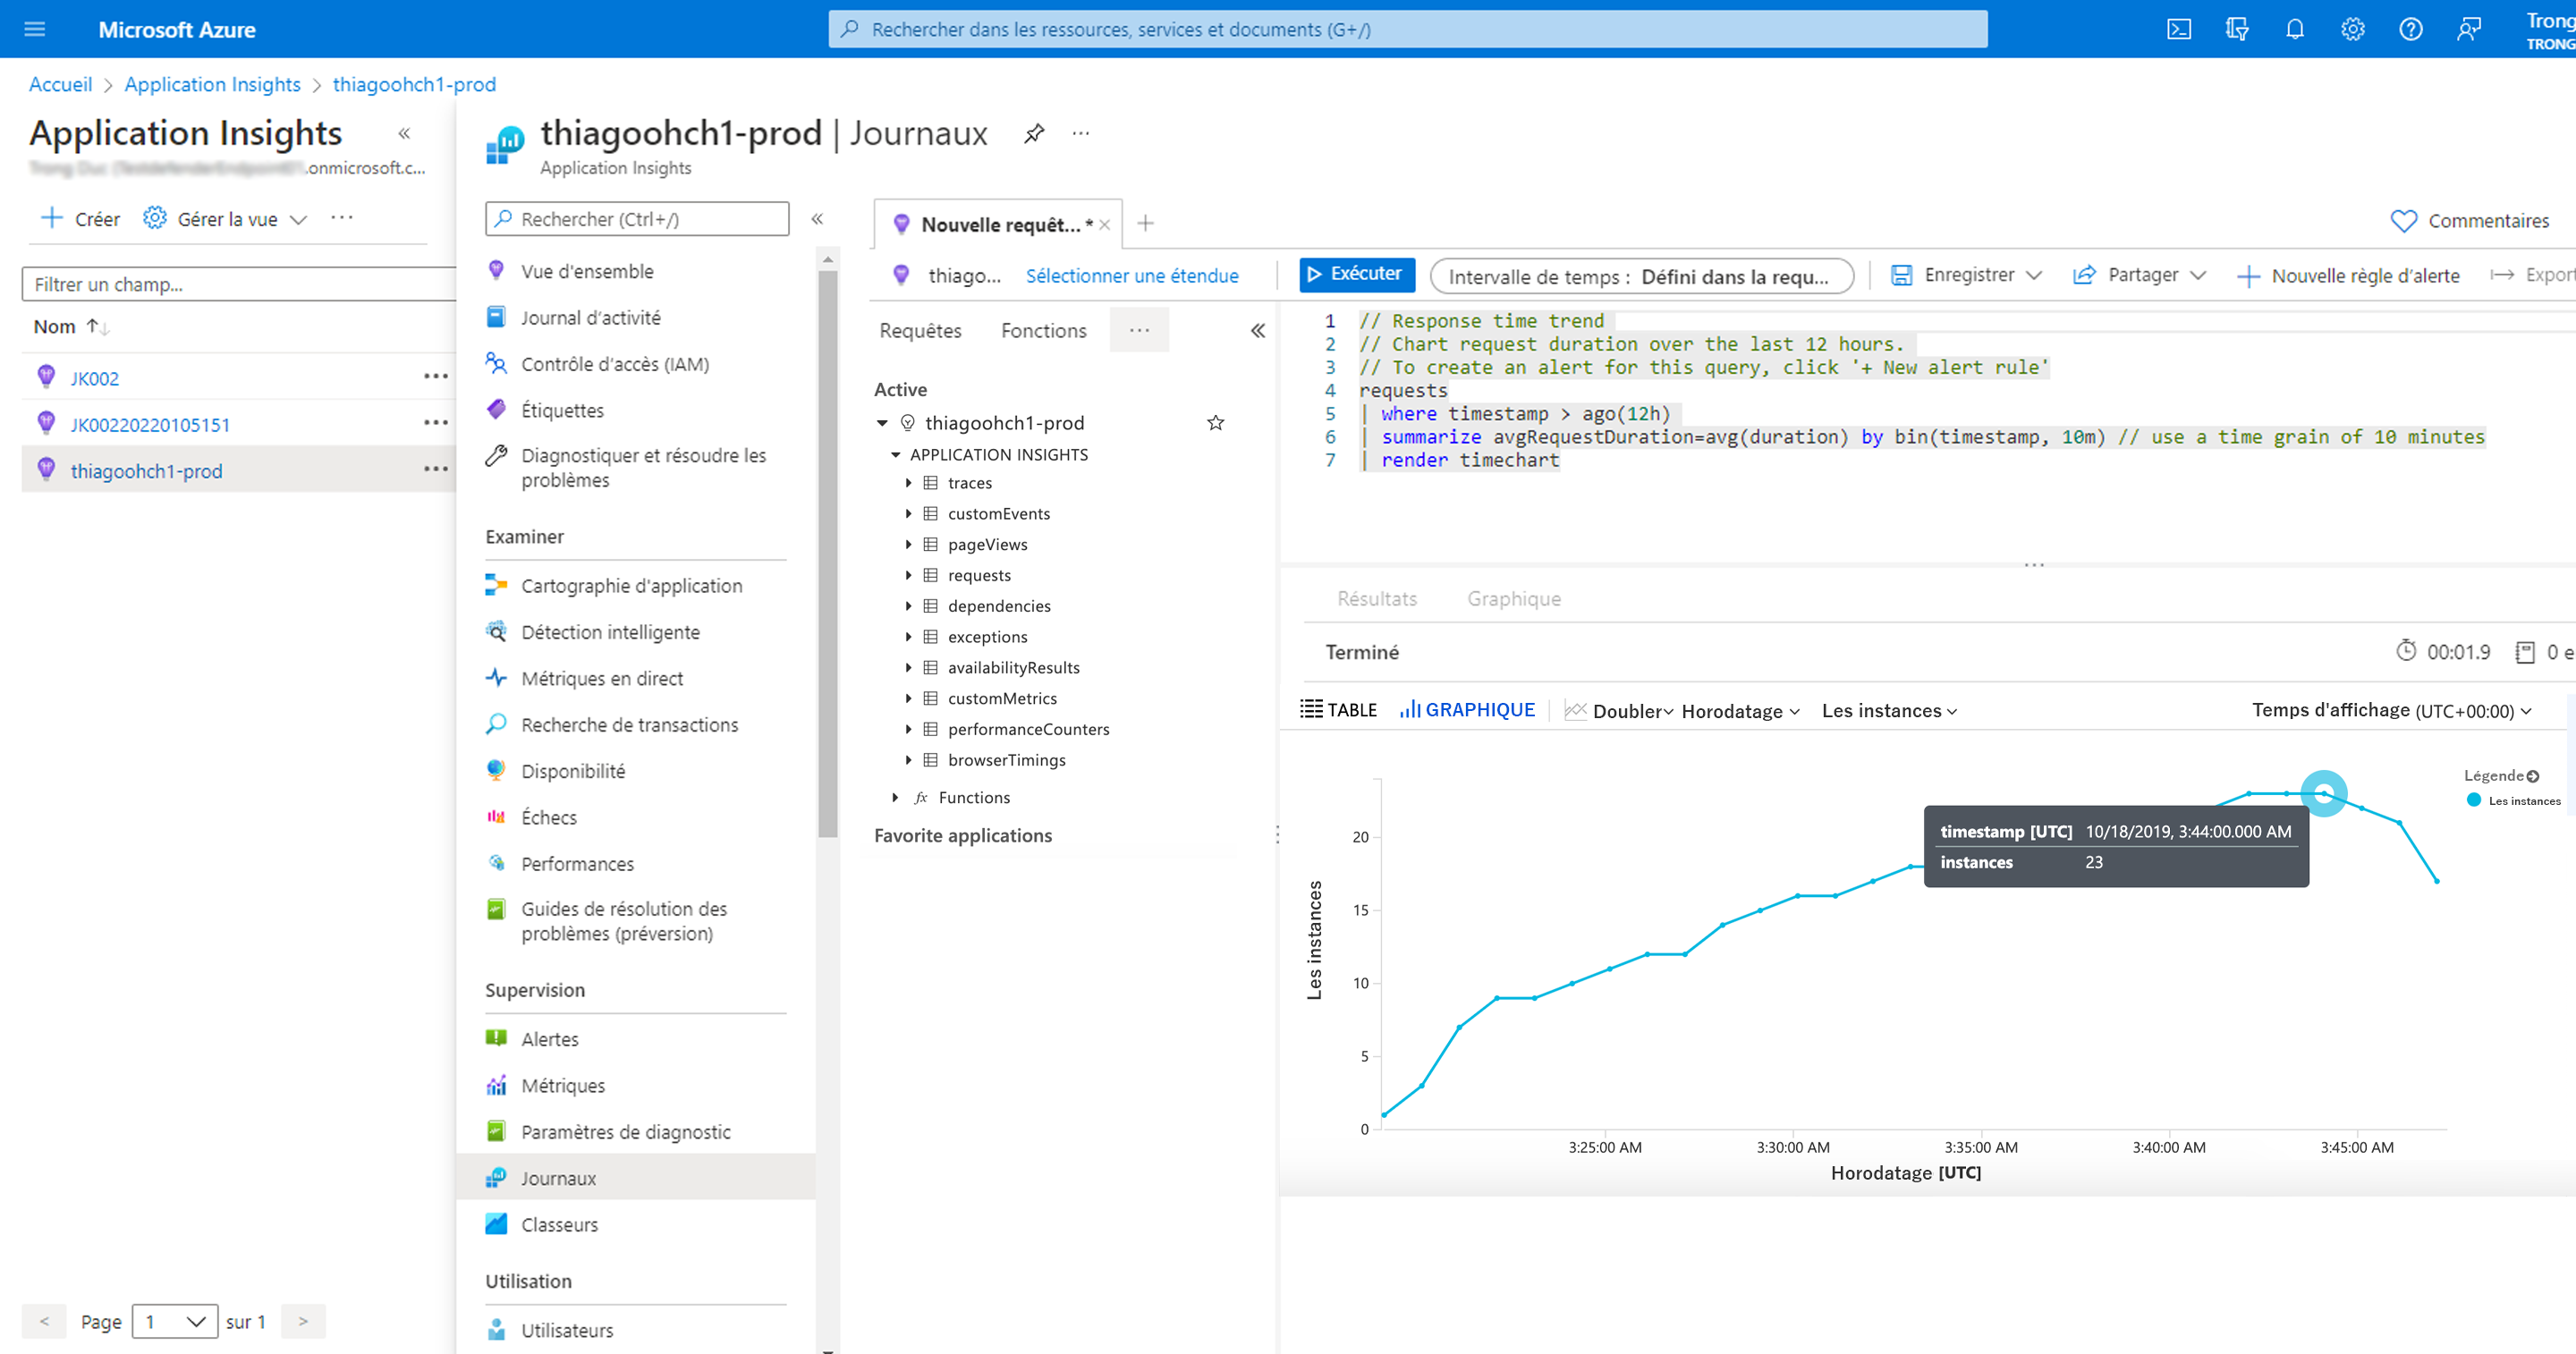 Microsoft Azure
Rechercher dans les ressources, services et documents (G+/)
Trong
TRONG
Accueil > Application Insights > thiagoohch1-prod
Application Insights
.onmicrosoft.c...
Créer
Gérer la vue
Filtrer un champ...
Nom
JK002
JK00220220105151
thiagoohch1-prod
< Page 1 sur 1 >
thiagoohch1-prod | Journaux
Application Insights
Rechercher (Ctrl+/)
Vue d'ensemble
Journal d'activité
Contrôle d'accès (IAM)
Étiquettes
Diagnostiquer et résoudre les
problèmes
Examiner
Cartographie d'application
Détection intelligente
Métriques en direct
Recherche de transactions
Disponibilité
Échecs
Performances
Guides de résolution des
problèmes (préversion)
Supervision
Alertes
Métriques
Paramètres de diagnostic
Journaux
Classeurs
Utilisation
Utilisateurs
Nouvelle requêt... *
Commentaires
thiago...
Sélectionner une étendue
Exécuter
Intervalle de temps : Défini dans la requ...
Enregistrer
Partager
Nouvelle règle d'alerte
Export
Requêtes
Fonctions
...
Active
thiagoohch1-prod
APPLICATION INSIGHTS
traces
customEvents
pageViews
requests
dependencies
exceptions
availabilityResults
customMetrics
performanceCounters
browserTimings
fx Functions
Favorite applications
1 // Response time trend
2 // Chart request duration over the last 12 hours.
3 // To create an alert for this query, click '+ New alert rule'
4 requests
5 | where timestamp > ago(12h)
6 | summarize avgRequestDuration=avg(duration) by bin(timestamp, 10m) // use a time grain of 10 minutes
7 | render timechart
Résultats
Graphique
Terminé
00:01.9
0 e
TABLE
GRAPHIQUE
Doubler
Horodatage
Les instances
Temps d'affichage (UTC+00:00)
Légende
Les instances
timestamp [UTC] 10/18/2019, 3:44:00.000 AM
instances 23
Les instances
20
15
10
5
0
3:25:00 AM
3:30:00 AM
3:35:00 AM
3:40:00 AM
3:45:00 AM
Horodatage [UTC]